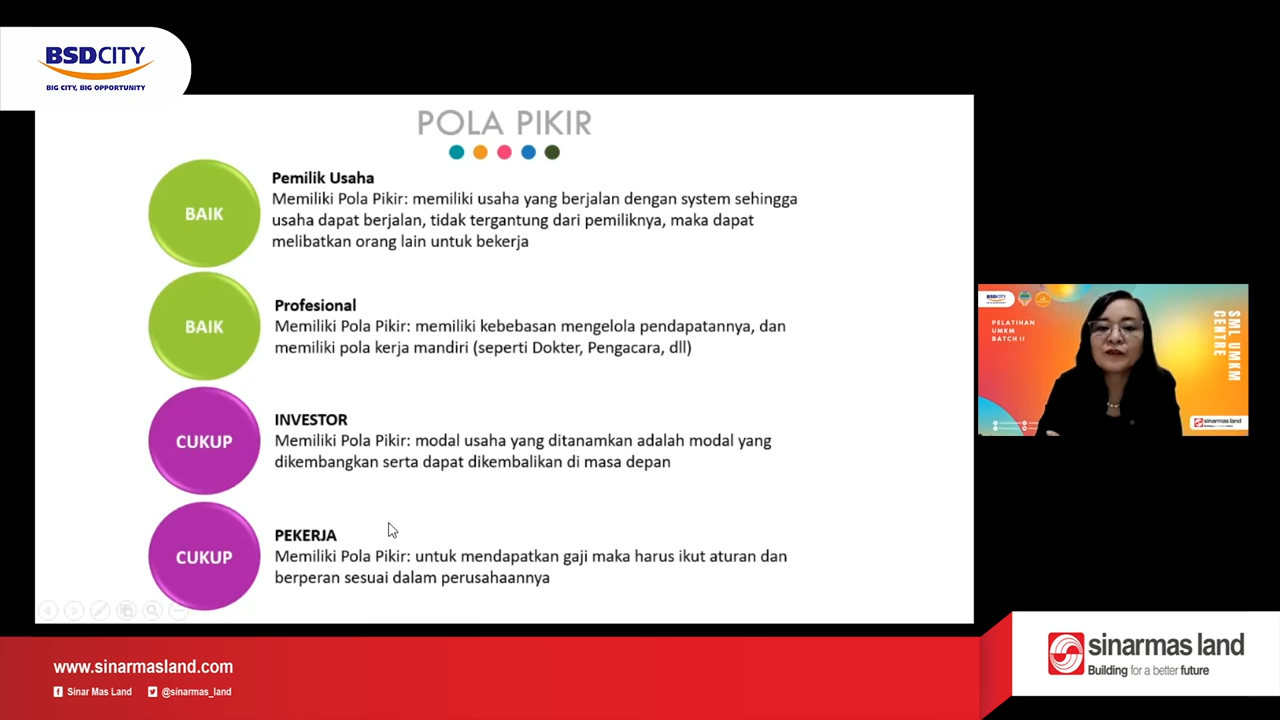 BSDCITY
BIG CITY, BIG OPPORTUNITY
POLA PIKIR
BAIK
Pemilik Usaha
Memiliki Pola Pikir: memiliki usaha yang berjalan dengan system sehingga
usaha dapat berjalan, tidak tergantung dari pemiliknya, maka dapat
melibatkan orang lain untuk bekerja
BAIK
Profesional
Memiliki Pola Pikir: memiliki kebebasan mengelola pendapatannya, dan
memiliki pola kerja mandiri (seperti Dokter, Pengacara, dll)
CUKUP
INVESTOR
Memiliki Pola Pikir: modal usaha yang ditanamkan adalah modal yang
dikembangkan serta dapat dikembalikan di masa depan
CUKUP
PEKERJA
Memiliki Pola Pikir: untuk mendapatkan gaji maka harus ikut aturan dan
berperan sesuai dalam perusahaannya
BSDCITY
PELATIHAN
UMKM
BATCH II
SML UMKM
CENTRE
sinarmas land
www.sinarmasland.com
Sinar Mas Land
@sinarmas_land
sinarmas land
Building for a better future